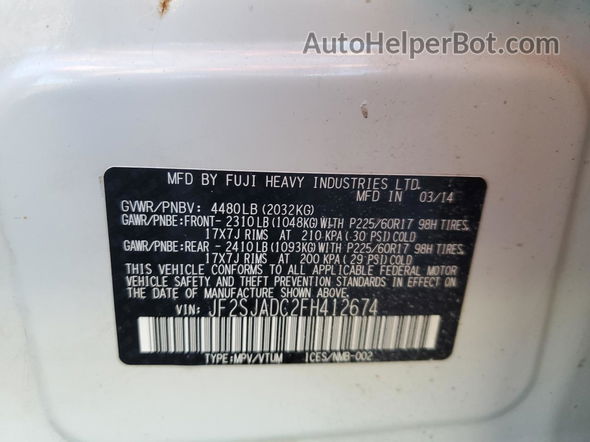 AutoHelperBot.com
MFD BY FUJI HEAVY INDUSTRIES LTD.
MFD IN 03/14
GVWR/PNBV: 4480LB(2032KG)
GAWR/PNBE:FRONT-2310LB(1048KG)WITH P225/60R17 98H TIRES
17X7J RIMS AT 210 KPA(30 PSI)COLD
GAWR/PNBE:REAR -2410LB(1093KG)WITH P225/60R17 98H TIRES
17X7J RIMS AT 200 KPA(29 PSI)COLD
THIS VEHICLE CONFORMS TO ALL APPLICABLE FEDERAL MOTOR
VEHICLE SAFETY AND THEFT PREVENTION STANDARDS IN EFFECT
ON THE DATE OF MANUFACTURE SHOWN ABOVE.
VIN: JF2SJADC2FH412674
TYPE:MPV/VTUM ICES/NMB-002